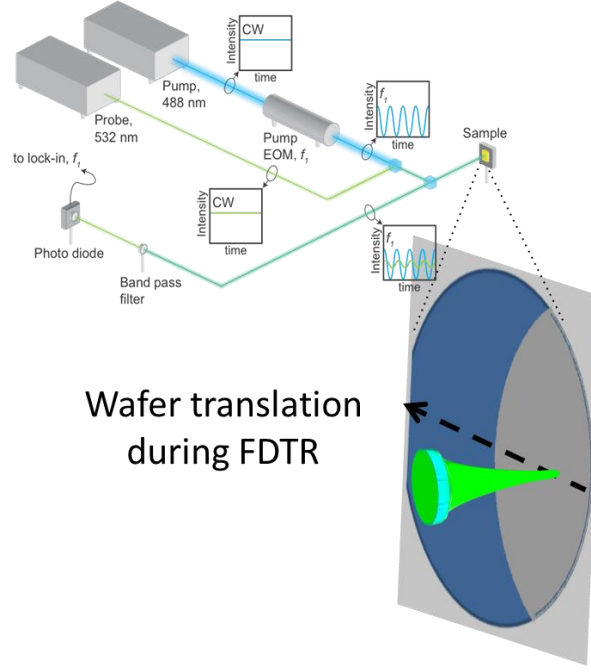 Intensity
CW
time
Pump,
488 nm
Probe,
532 nm
Pump
EOM, f₁
Intensity
f₁
time
Sample
to lock-in, f₁
Intensity
CW
time
Photo diode
Band pass
filter
Intensity
f₁
time
Wafer translation
during FDTR